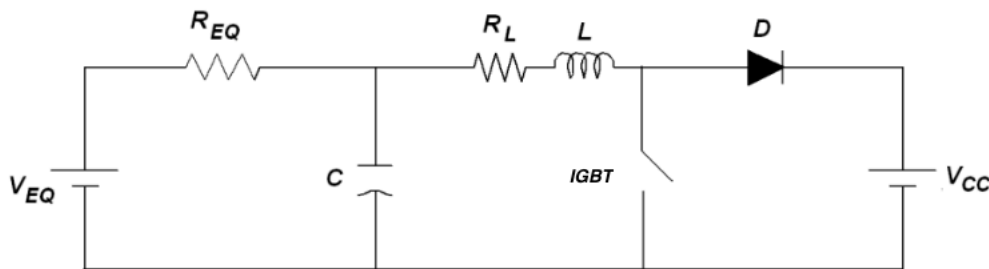 R_EQ
R_L
L
D
V_EQ
C
IGBT
V_CC